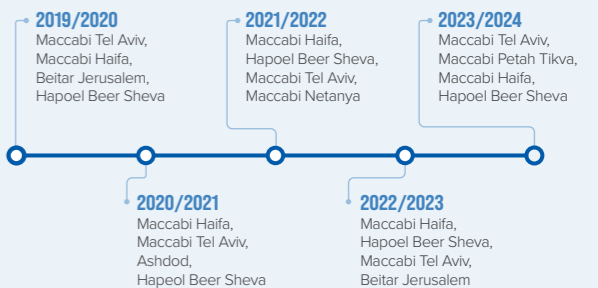 2019/2020
Maccabi Tel Aviv,
Maccabi Haifa,
Beitar Jerusalem,
Hapoel Beer Sheva
2021/2022
Maccabi Haifa,
Hapoel Beer Sheva,
Maccabi Tel Aviv,
Maccabi Netanya
2023/2024
Maccabi Tel Aviv,
Maccabi Petah Tikva,
Maccabi Haifa,
Hapoel Beer Sheva
2020/2021
Maccabi Haifa,
Maccabi Tel Aviv,
Ashdod,
Hapeol Beer Sheva
2022/2023
Maccabi Haifa,
Hapoel Beer Sheva,
Maccabi Tel Aviv,
Beitar Jerusalem